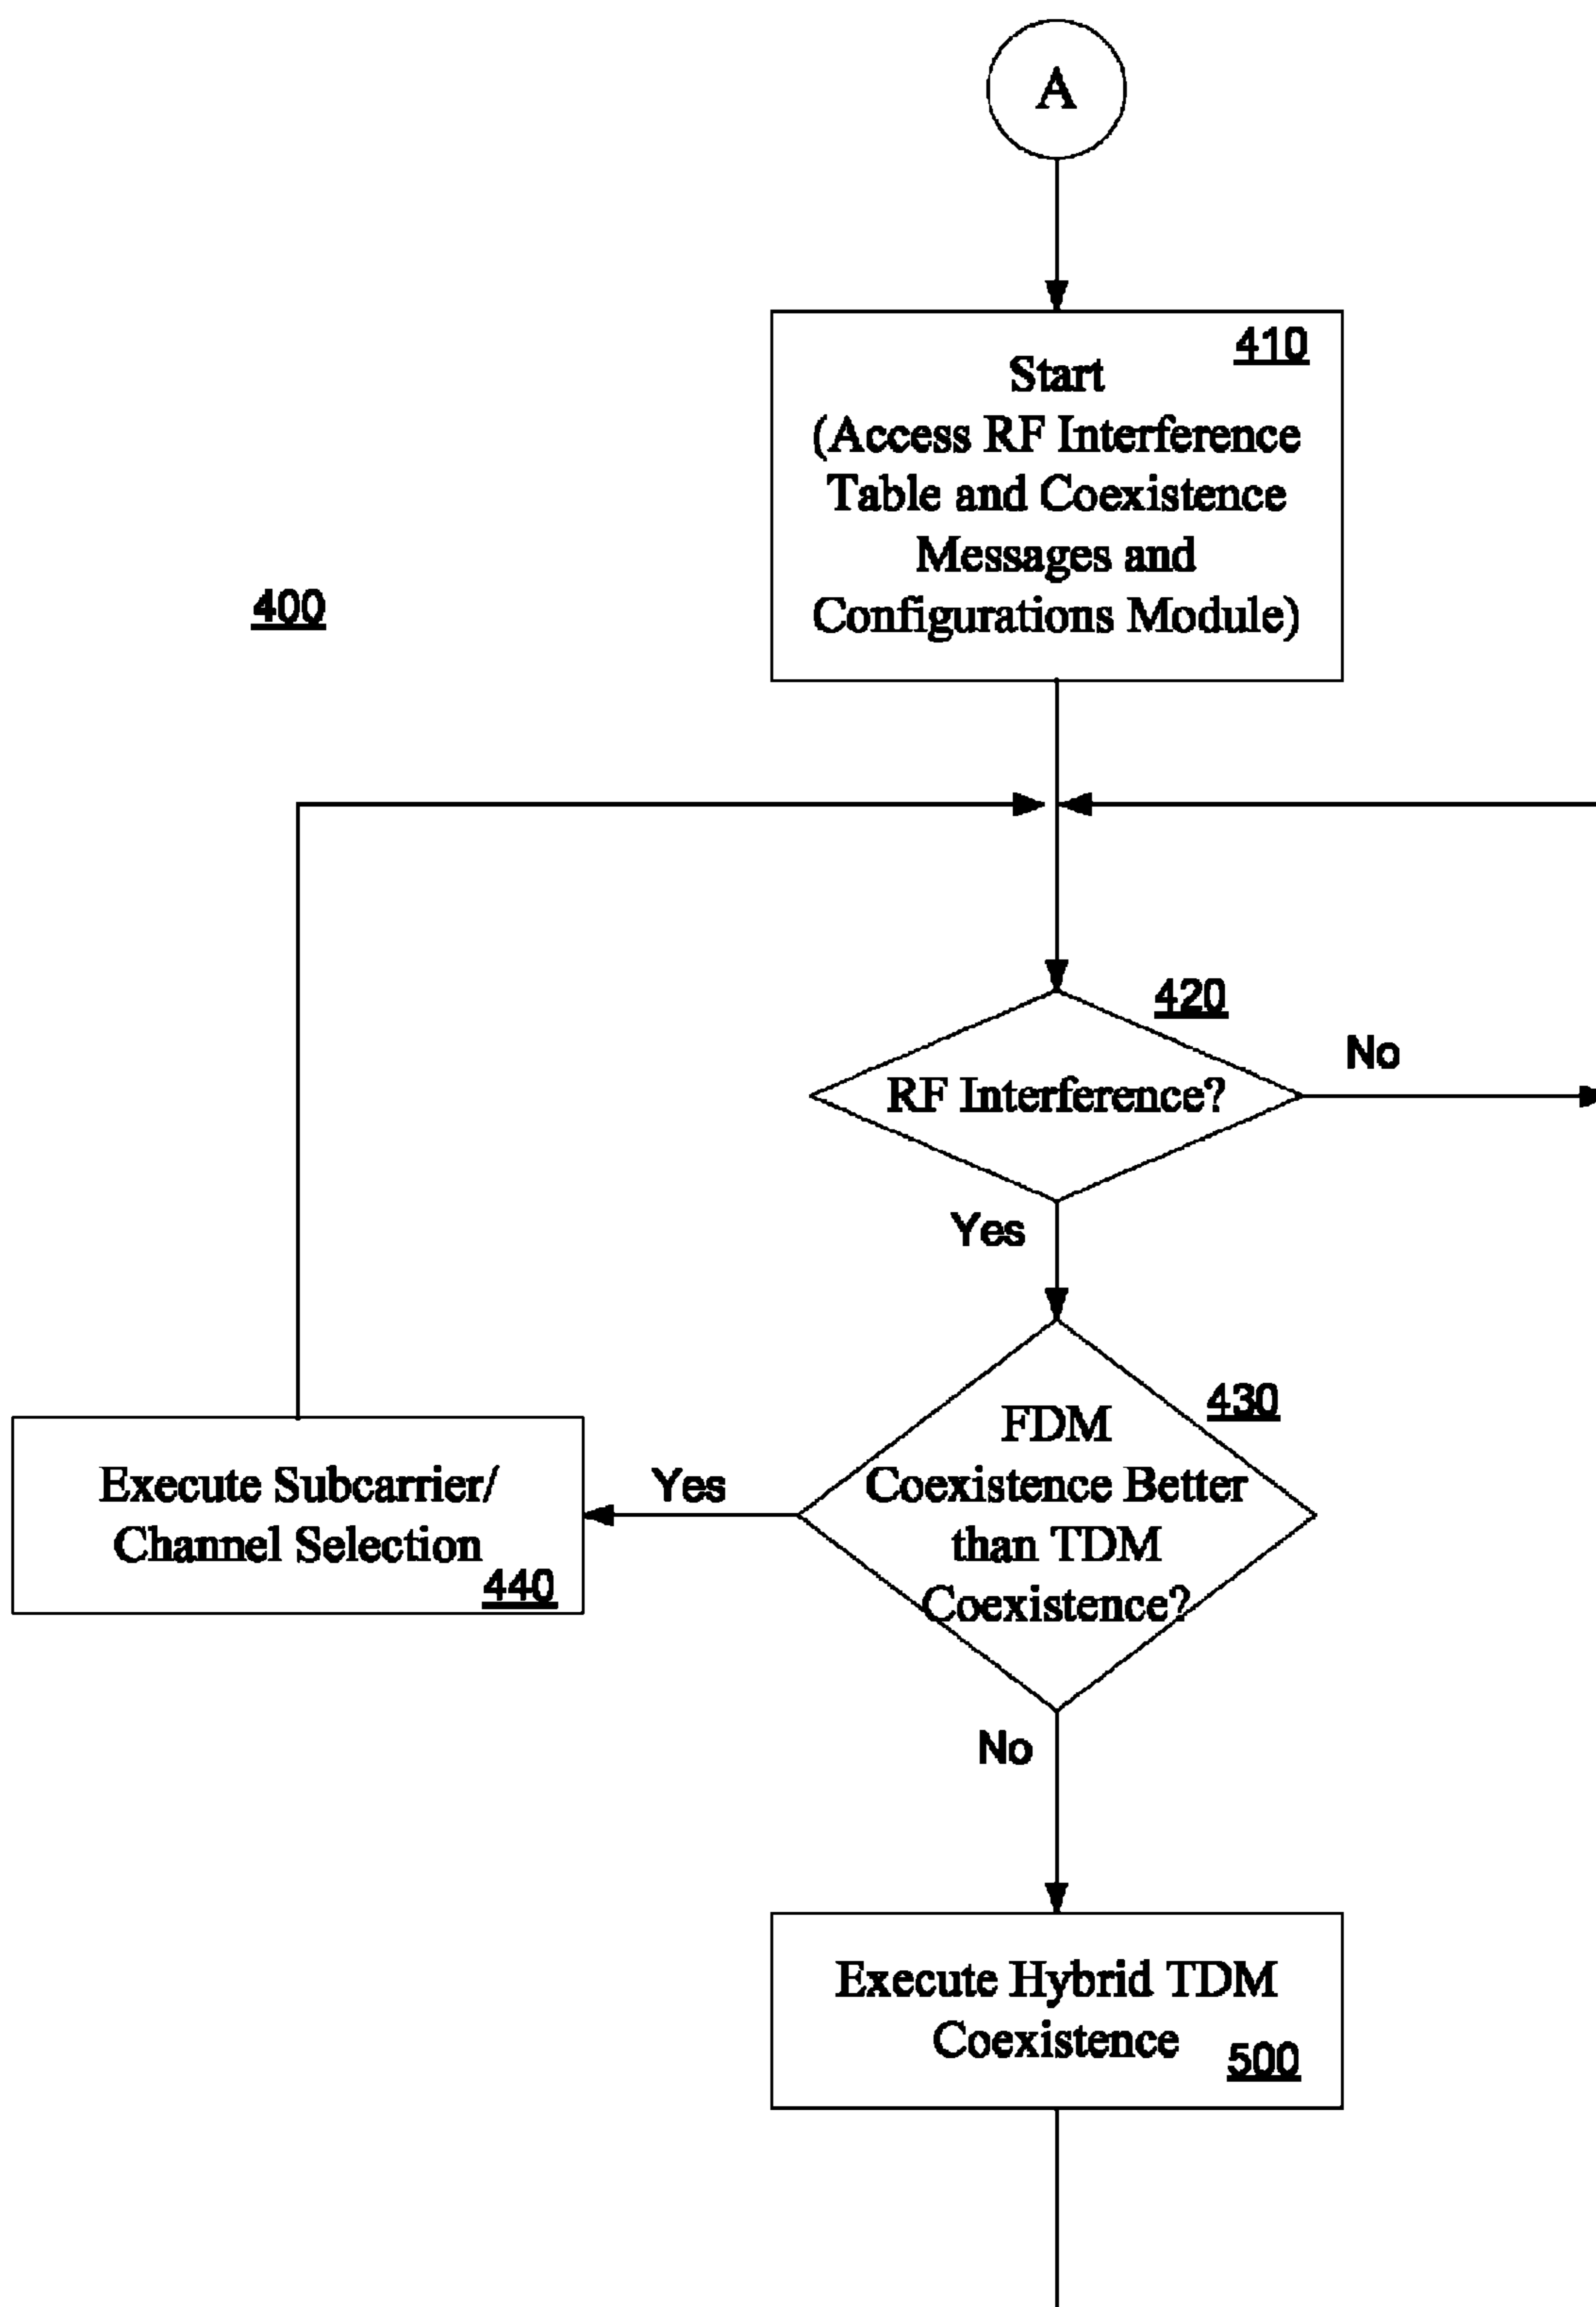 A
410
Start
(Access RF Interference
Table and Coexistence
Messages and
Configurations Module)
400
420
RF Interference?
No
Yes
430
FDM
Coexistence Better
than TDM
Coexistence?
Yes
Execute Subcarrier/
Channel Selection
440
No
Execute Hybrid TDM
Coexistence
500